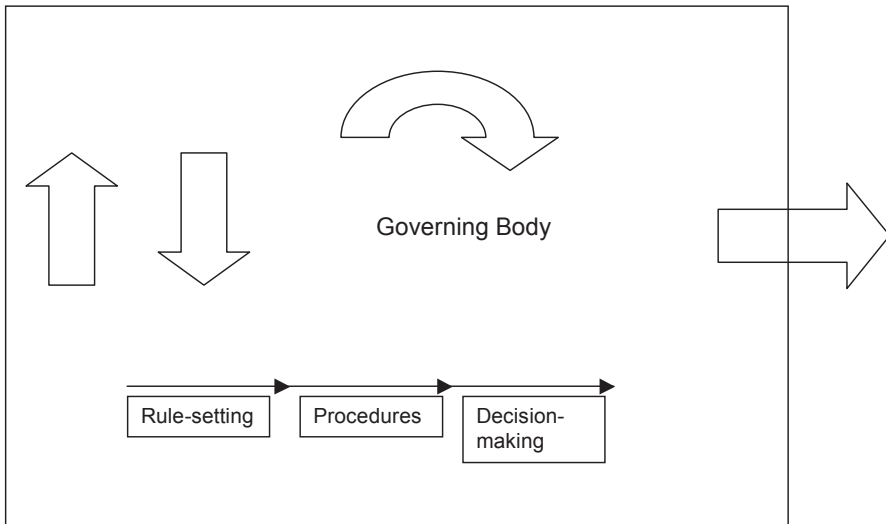 Governing Body
Rule-setting
Procedures
Decision-
making